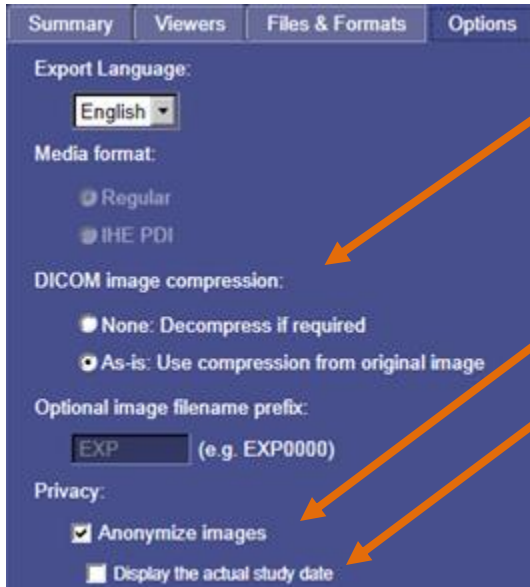 Summary Viewers Files & Formats Options
Export Language:
English
Media format:
Regular
IHE PDI
DICOM image compression:
None: Decompress if required
As-is: Use compression from original image
Optional image filename prefix:
EXP (e.g. EXP0000)
Privacy:
Anonymize images
Display the actual study date